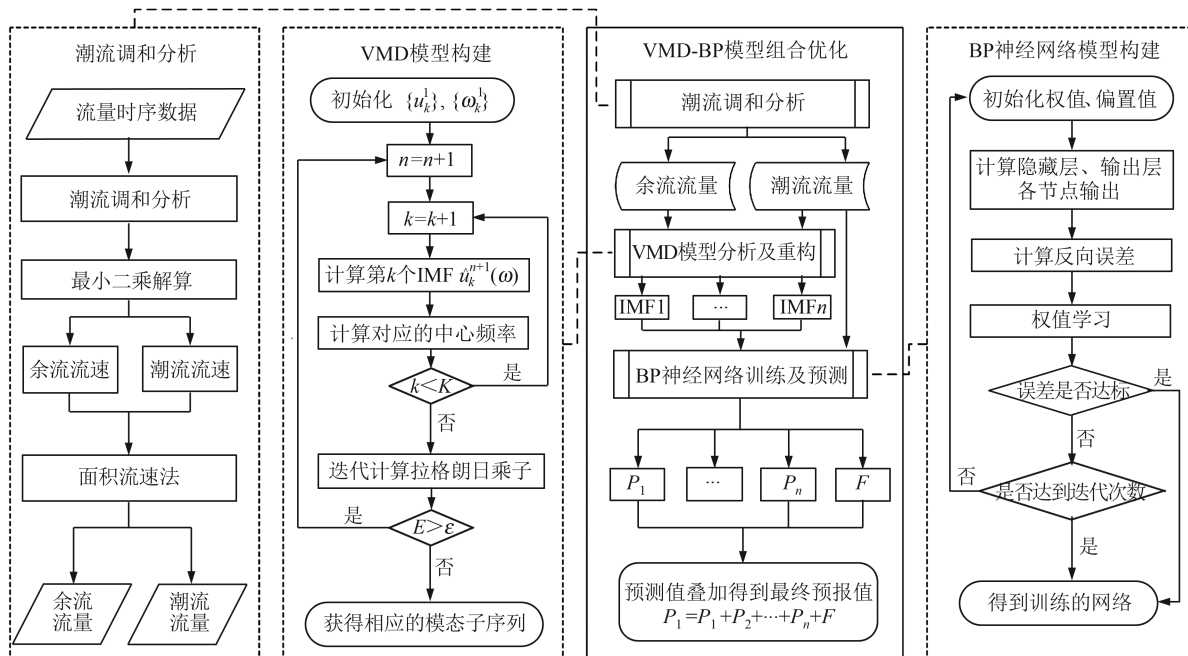 潮流调和分析
流量时序数据
潮流调和分析
最小二乘解算
余流流速
潮流流速
面积流速法
余流
流量
潮流
流量
VMD模型构建
初始化 {u_k^1}, {ω_k^1}
n=n+1
k=k+1
计算第k个IMF û_k^{n+1}(ω)
计算对应的中心频率
k<K
是
否
迭代计算拉格朗日乘子
E>ε
是
否
获得相应的模态子序列
VMD-BP模型组合优化
潮流调和分析
余流流量
潮流流量
VMD模型分析及重构
IMF1
…
IMFn
BP神经网络训练及预测
P_1
…
P_n
F
预测值叠加得到最终预报值
P_1=P_1+P_2+…+P_n+F
BP神经网络模型构建
初始化权值、偏置值
计算隐藏层、输出层
各节点输出
计算反向误差
权值学习
误差是否达标
是
否
是否达到迭代次数
否
是
得到训练的网络